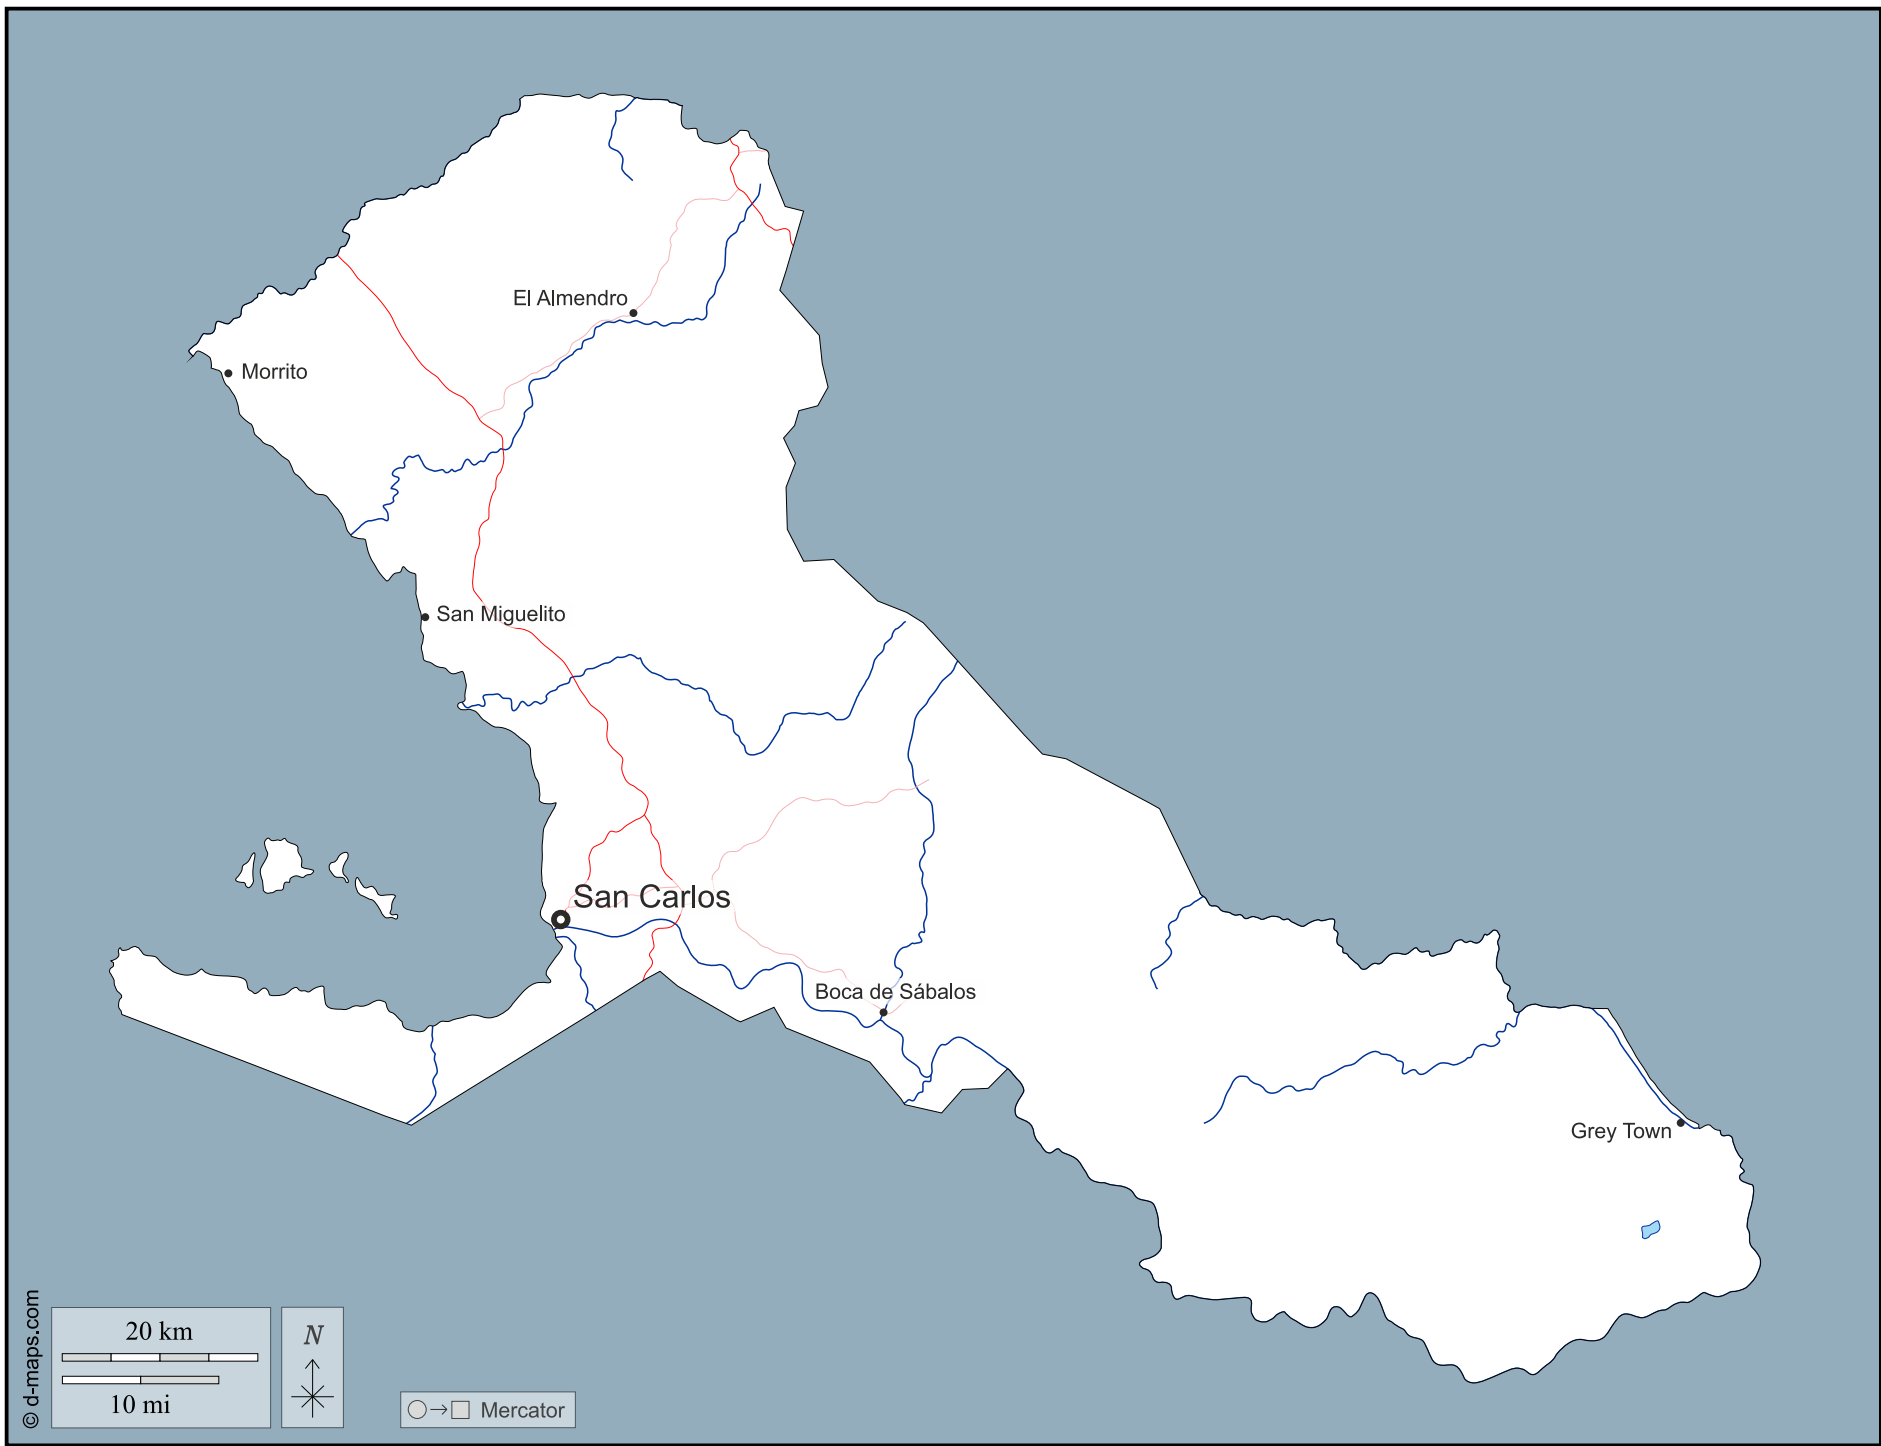 El Almendro
Morrito
San Miguelito
San Carlos
Boca de Sábalos
Grey Town
20 km
10 mi
N
Mercator
© d-maps.com